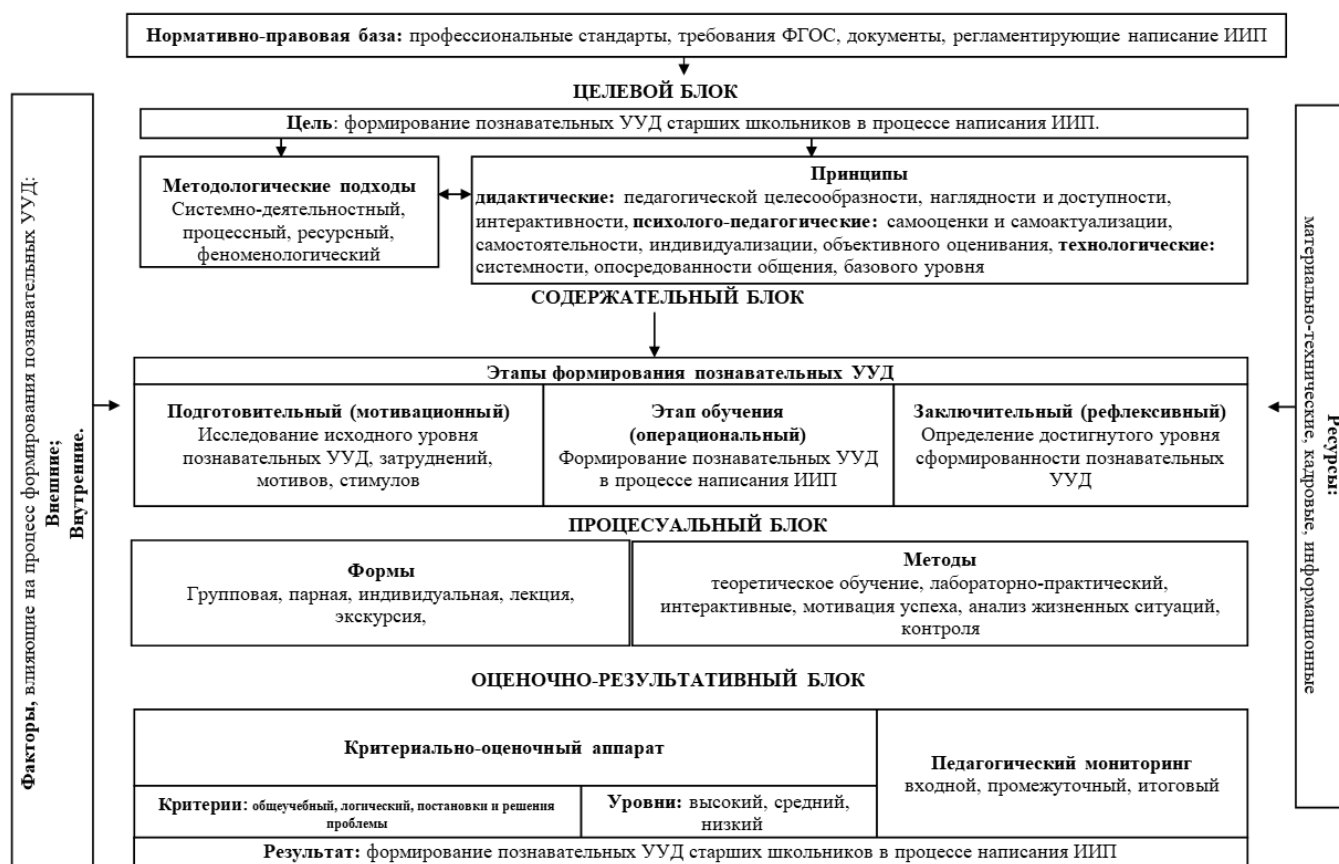 Нормативно-правовая база: профессиональные стандарты, требования ФГОС, документы, регламентирующие написание ИИП
ЦЕЛЕВОЙ БЛОК
Цель: формирование познавательных УУД старших школьников в процессе написания ИИП.
Методологические подходы
Системно-деятельностный,
процессный, ресурсный,
феноменологический
Принципы
дидактические: педагогической целесообразности, наглядности и доступности,
интерактивности, психолого-педагогические: самооценки и самоактуализации,
самостоятельности, индивидуализации, объективного оценивания, технологические:
системности, опосредованности общения, базового уровня
СОДЕРЖАТЕЛЬНЫЙ БЛОК
Этапы формирования познавательных УУД
Подготовительный (мотивационный)
Исследование исходного уровня
познавательных УУД, затруднений,
мотивов, стимулов
Этап обучения
(операциональный)
Формирование познавательных УУД
в процессе написания ИИП
Заключительный (рефлексивный)
Определение достигнутого уровня
сформированности познавательных
УУД
ПРОЦЕСУАЛЬНЫЙ БЛОК
Формы
Групповая, парная, индивидуальная, лекция,
экскурсия,
Методы
теоретическое обучение, лабораторно-практический,
интерактивные, мотивация успеха, анализ жизненных ситуаций,
контроля
ОЦЕНОЧНО-РЕЗУЛЬТАТИВНЫЙ БЛОК
Критериально-оценочный аппарат
Критерии: общеучебный, логический, постановки и решения
проблемы
Уровни: высокий, средний,
низкий
Педагогический мониторинг
входной, промежуточный, итоговый
Результат: формирование познавательных УУД старших школьников в процессе написания ИИП
Факторы, влияющие на процесс формирования познавательных УУД:
Внешние;
Внутренние.
Ресурсы:
материально-технические, кадровые, информационные